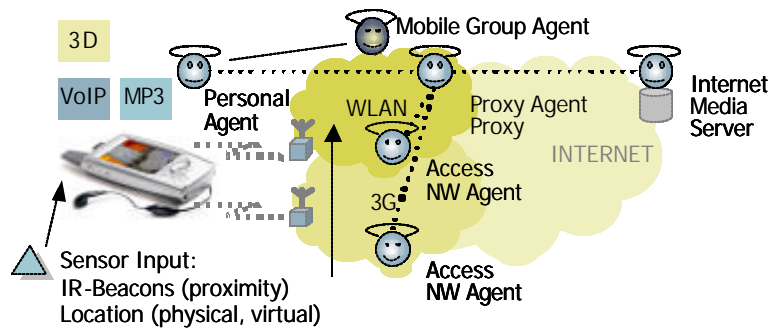 3D
Mobile Group Agent
VoIP
MP3
Personal
Agent
WLAN
Proxy Agent
Proxy
Internet
Media
Server
INTERNET
Access
NW Agent
3G
Sensor Input:
IR-Beacons (proximity)
Location (physical, virtual)
Access
NW Agent